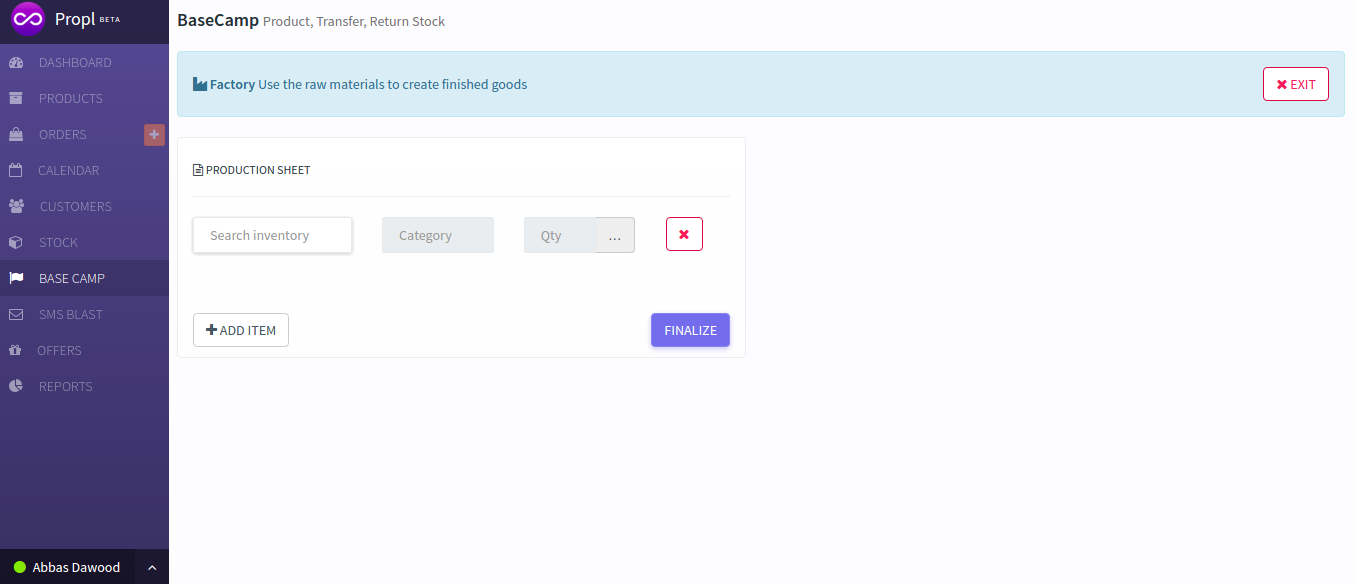 Propl BETA
DASHBOARD
PRODUCTS
ORDERS
CALENDAR
CUSTOMERS
STOCK
BASE CAMP
SMS BLAST
OFFERS
REPORTS
Abbas Dawood
BaseCamp Product, Transfer, Return Stock
Factory Use the raw materials to create finished goods
EXIT
PRODUCTION SHEET
Search inventory Category Qty ...
ADD ITEM FINALIZE